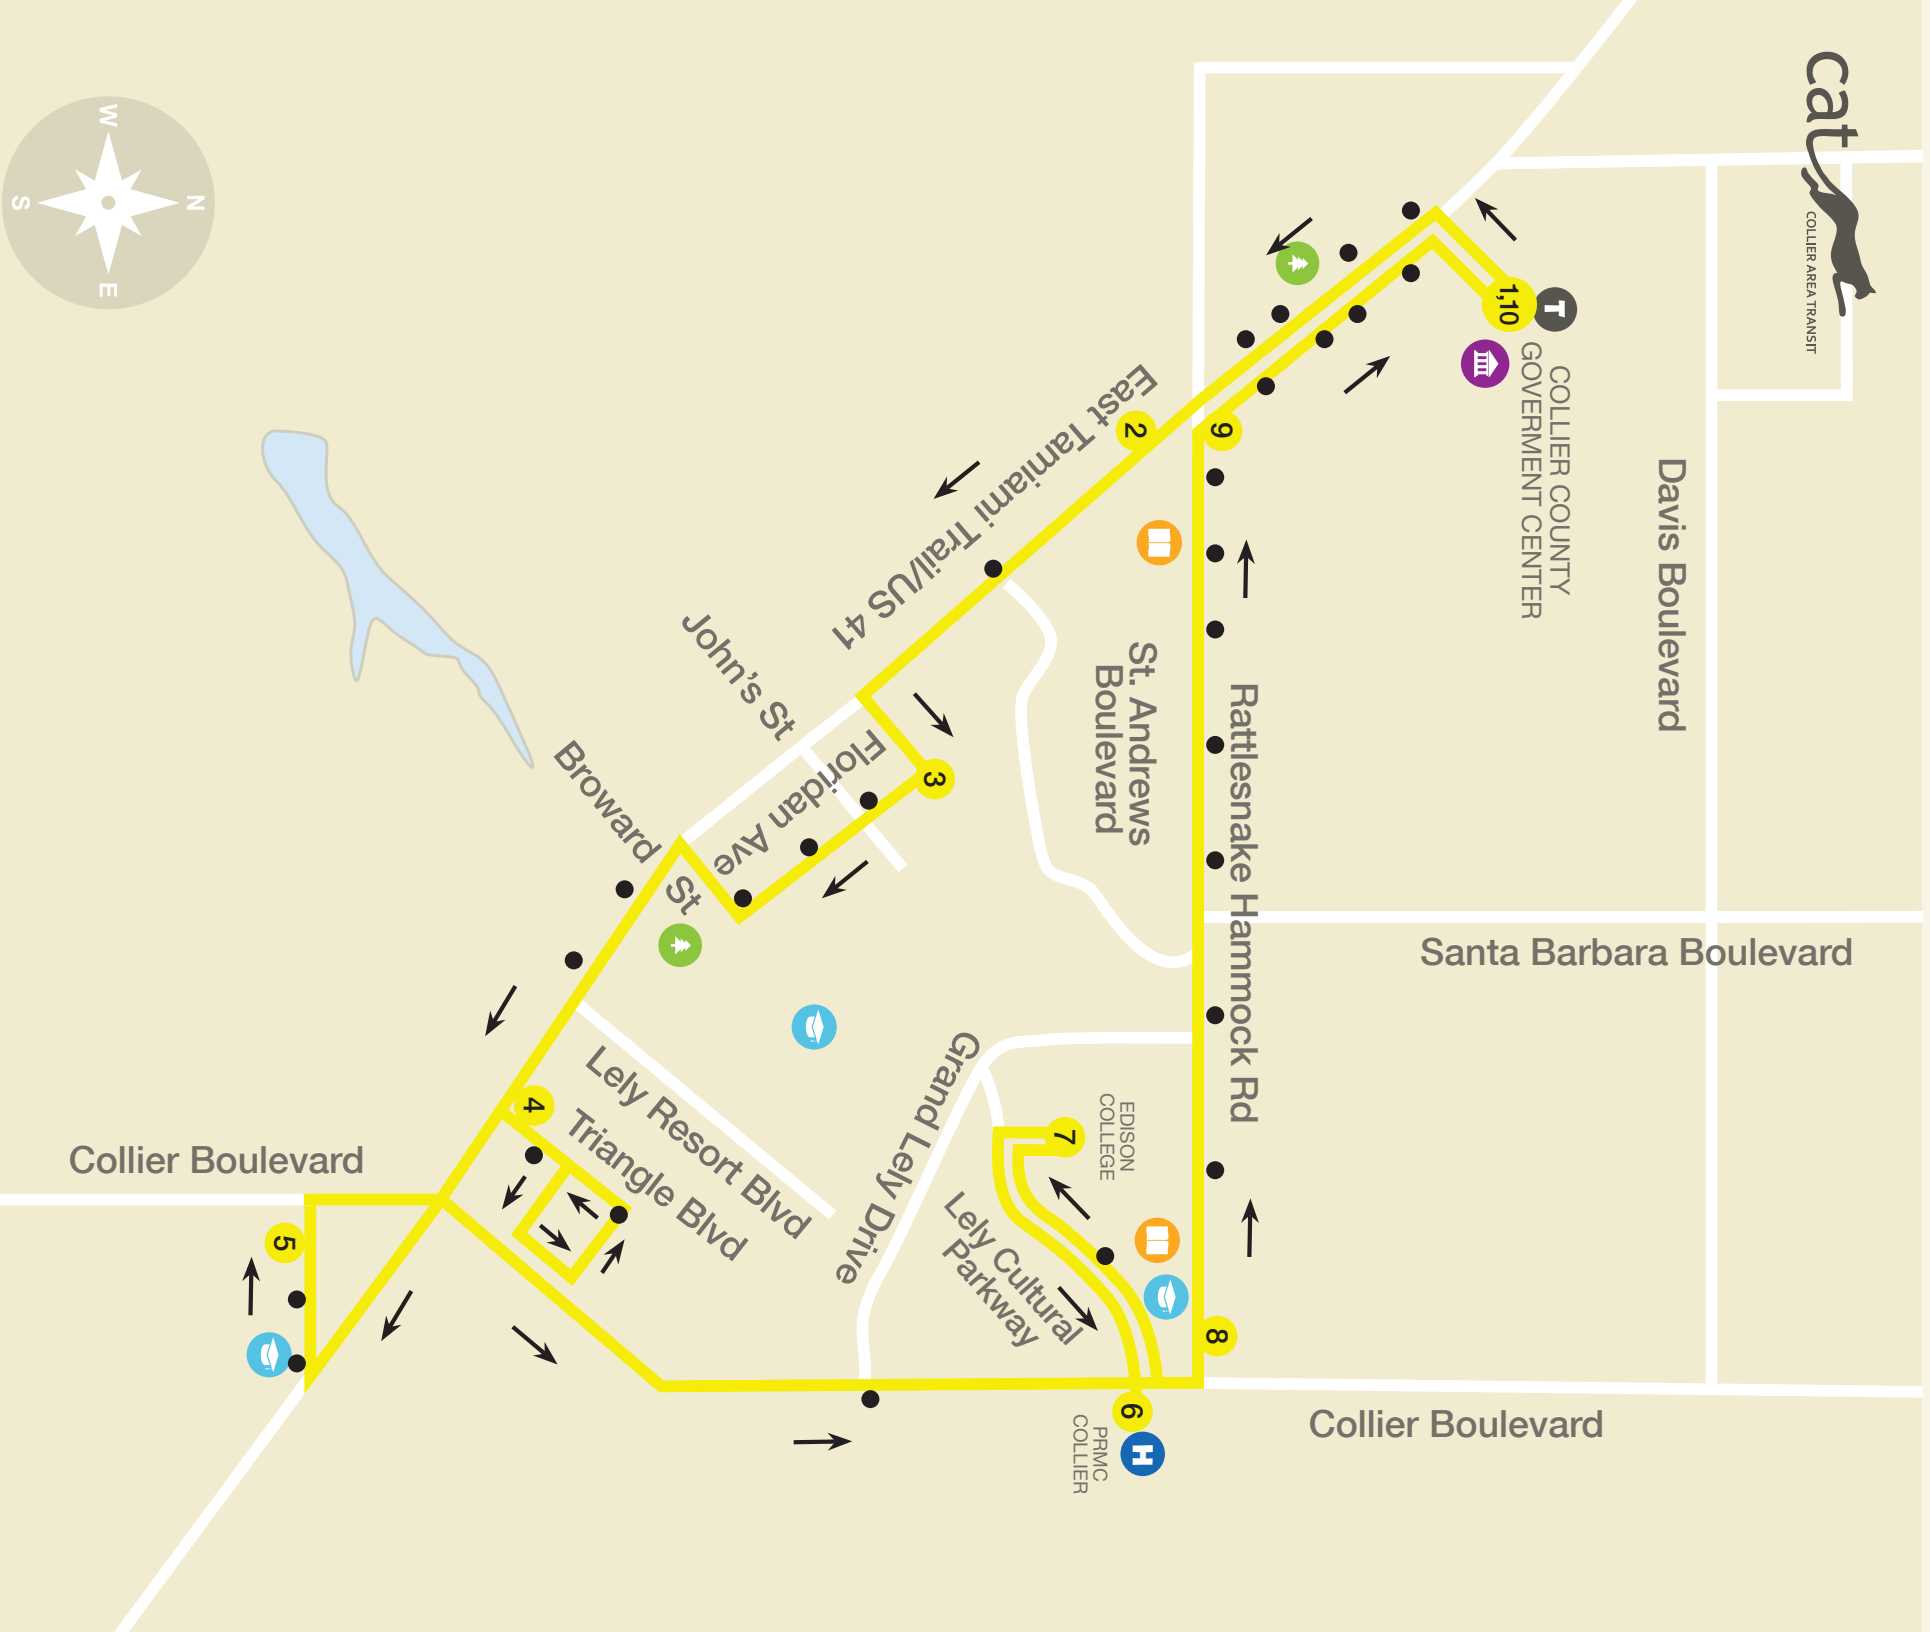 cat
COLLIER AREA TRANSIT
Davis Boulevard
COLLIER COUNTY
GOVERMENT CENTER
T
1,10
Santa Barbara Boulevard
Rattlesnake Hammock Rd
9
2
East Tamiami Trail/US 41
St. Andrews
Boulevard
John's St
Floridan Ave
3
Broward St
Lely Resort Blvd
Triangle Blvd
4
Grand Lely Drive
EDISON
COLLEGE
7
Lely Cultural
Parkway
8
6
H
PRMC
COLLIER
Collier Boulevard
Collier Boulevard
5
N
E
S
W